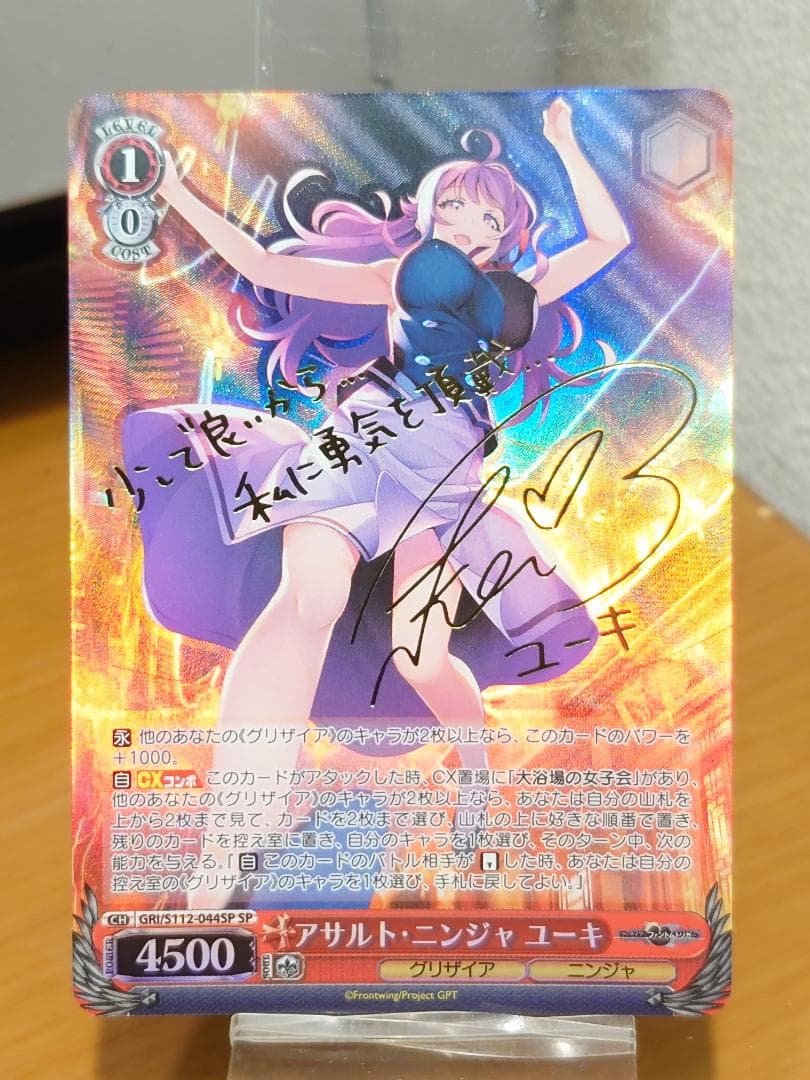 LEVEL
1
0
COST
少しで良いから…
私に勇気を頂戴…
ユーキ
永 他のあなたの《グリザイア》のキャラが2枚以上なら、このカードのパワーを
+1000。
自 CXコンボ このカードがアタックした時、CX置場に「大浴場の女子会」があり、
他のあなたの《グリザイア》のキャラが2枚以上なら、あなたは自分の山札を
上から2枚まで見て、カードを2枚まで選び、山札の上に好きな順番で置き、
残りのカードを控え室に置き、自分のキャラを1枚選び、そのターン中、次の
能力を与える。『自 このカードのバトル相手が した時、あなたは自分の
控え室の《グリザイア》のキャラを1枚選び、手札に戻してよい。』
CH GRI/S112-044SP SP
アサルト・ニンジャ ユーキ
POWER
4500
SOUL
グリザイア
ニンジャ
©Frontwing/Project GPT